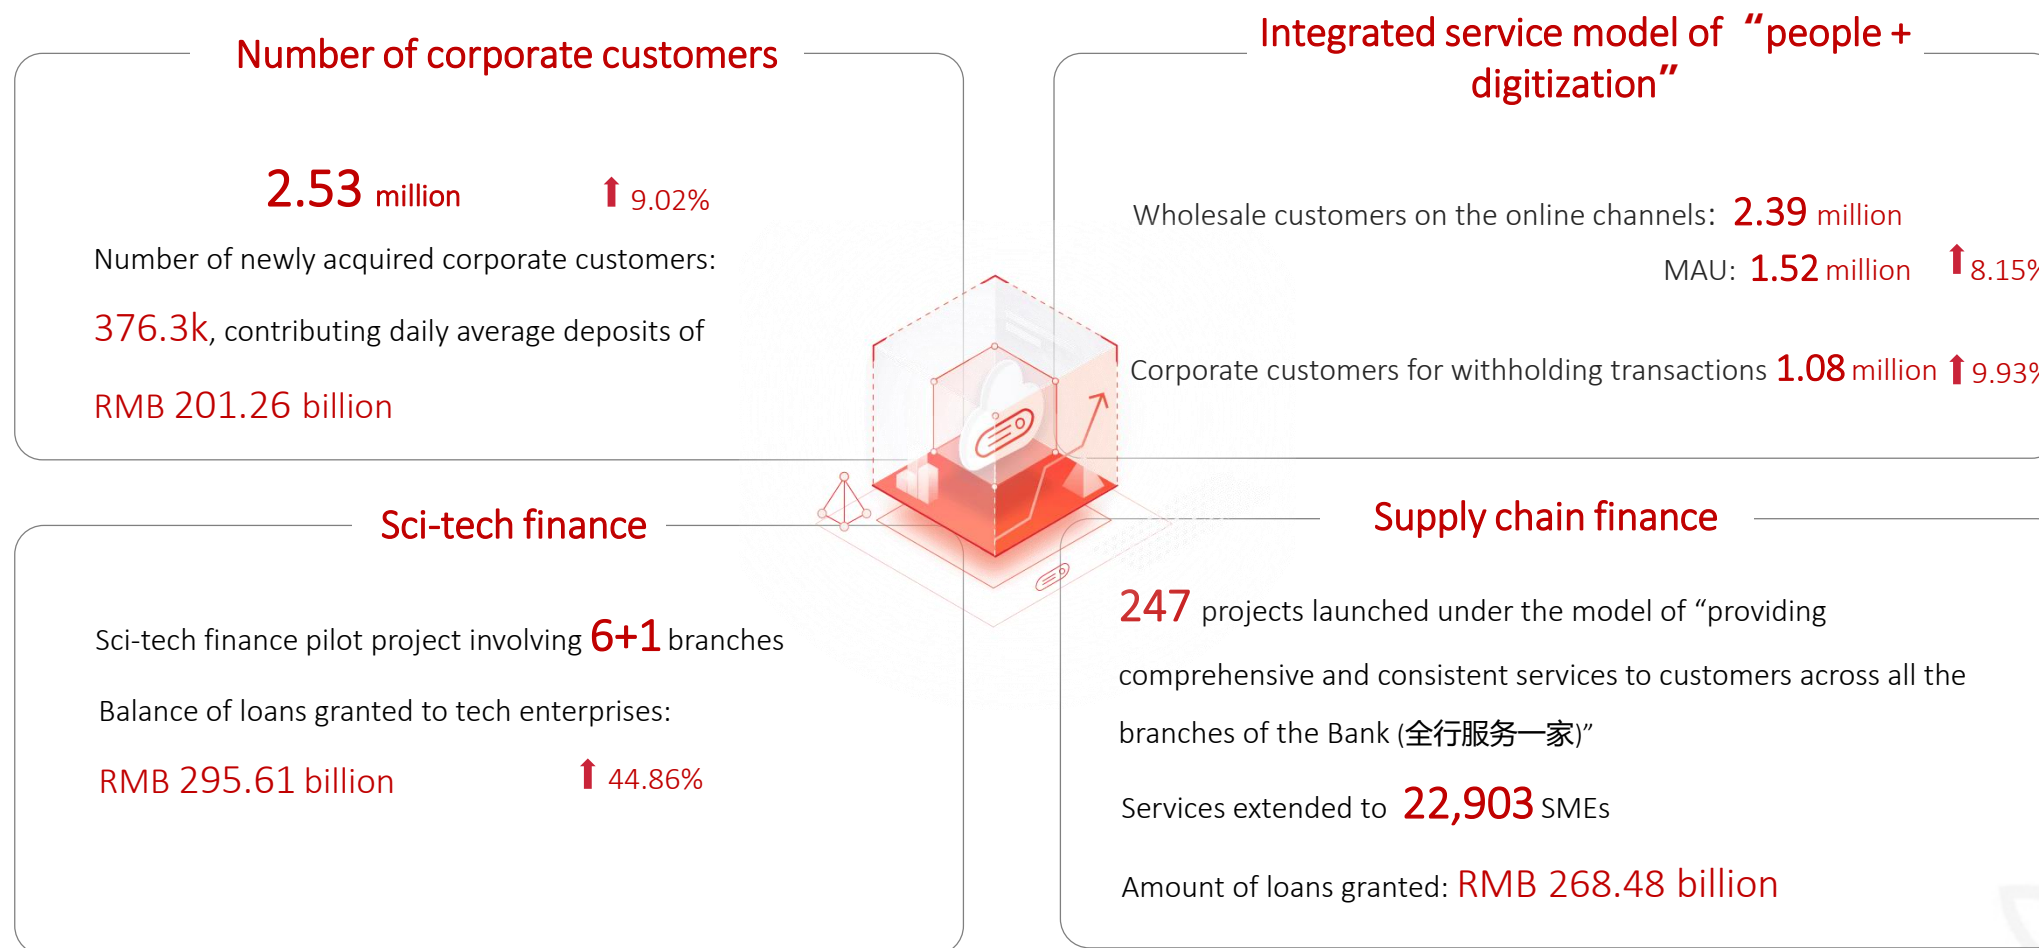 Number of corporate customers
2.53 million ⬆ 9.02%
Number of newly acquired corporate customers:
376.3k, contributing daily average deposits of
RMB 201.26 billion
Integrated service model of “people +
digitization”
Wholesale customers on the online channels: 2.39 million
MAU: 1.52 million ⬆ 8.15%
Corporate customers for withholding transactions 1.08 million ⬆ 9.93%
Sci-tech finance
Sci-tech finance pilot project involving 6+1 branches
Balance of loans granted to tech enterprises:
RMB 295.61 billion ⬆ 44.86%
Supply chain finance
247 projects launched under the model of “providing
comprehensive and consistent services to customers across all the
branches of the Bank (全行服务一家)”
Services extended to 22,903 SMEs
Amount of loans granted: RMB 268.48 billion